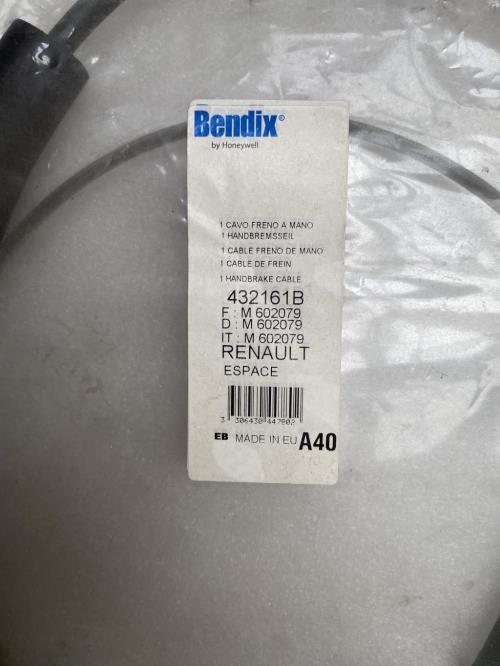 Bendix®
by Honeywell
1 CAVO FRENO A MANO
1 HANDBREMSSEIL
1 CABLE FRENO DE MANO
1 CABLE DE FREIN
1 HANDBRAKE CABLE
432161B
F : M 602079
D : M 602079
IT : M 602079
RENAULT
ESPACE
3 306430 447802
EB MADE IN EU A40